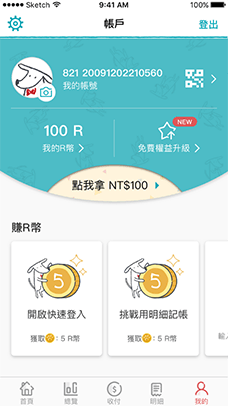 Sketch
9:41 AM
100%
帳戶
登出
821 20091202210560
我的帳號
100 R
我的R幣
NEW
免費權益升級
點我拿 NT$100
賺R幣
5
開啟快速登入
獲取 : 5 R幣
5
挑戰用明細記帳
獲取 : 5 R幣
首頁
總覽
收付
明細
我的